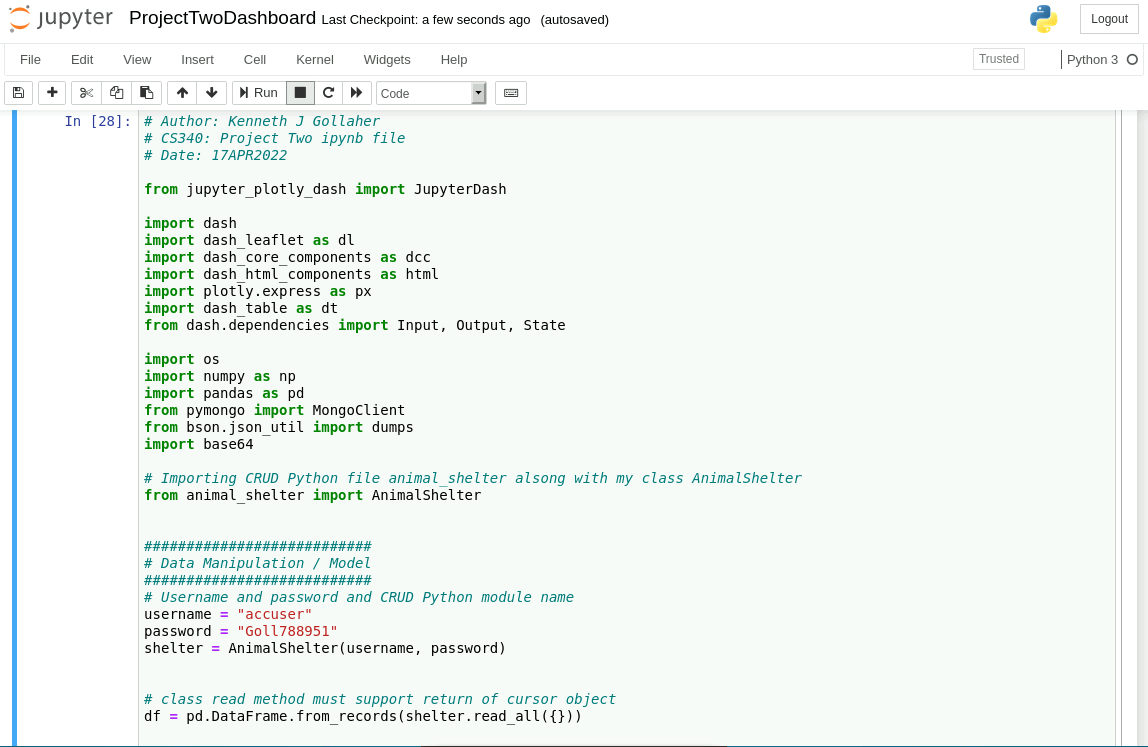 jupyter ProjectTwoDashboard Last Checkpoint: a few seconds ago (autosaved) Logout
File Edit View Insert Cell Kernel Widgets Help Trusted Python 3
Run Code
In [28]: # Author: Kenneth J Gollaher
# CS340: Project Two ipynb file
# Date: 17APR2022
from jupyter_plotly_dash import JupyterDash
import dash
import dash_leaflet as dl
import dash_core_components as dcc
import dash_html_components as html
import plotly.express as px
import dash_table as dt
from dash.dependencies import Input, Output, State
import os
import numpy as np
import pandas as pd
from pymongo import MongoClient
from bson.json_util import dumps
import base64
# Importing CRUD Python file animal_shelter alsong with my class AnimalShelter
from animal_shelter import AnimalShelter
###########################
# Data Manipulation / Model
###########################
# Username and password and CRUD Python module name
username = "accuser"
password = "Goll788951"
shelter = AnimalShelter(username, password)
# class read method must support return of cursor object
df = pd.DataFrame.from_records(shelter.read_all({}))